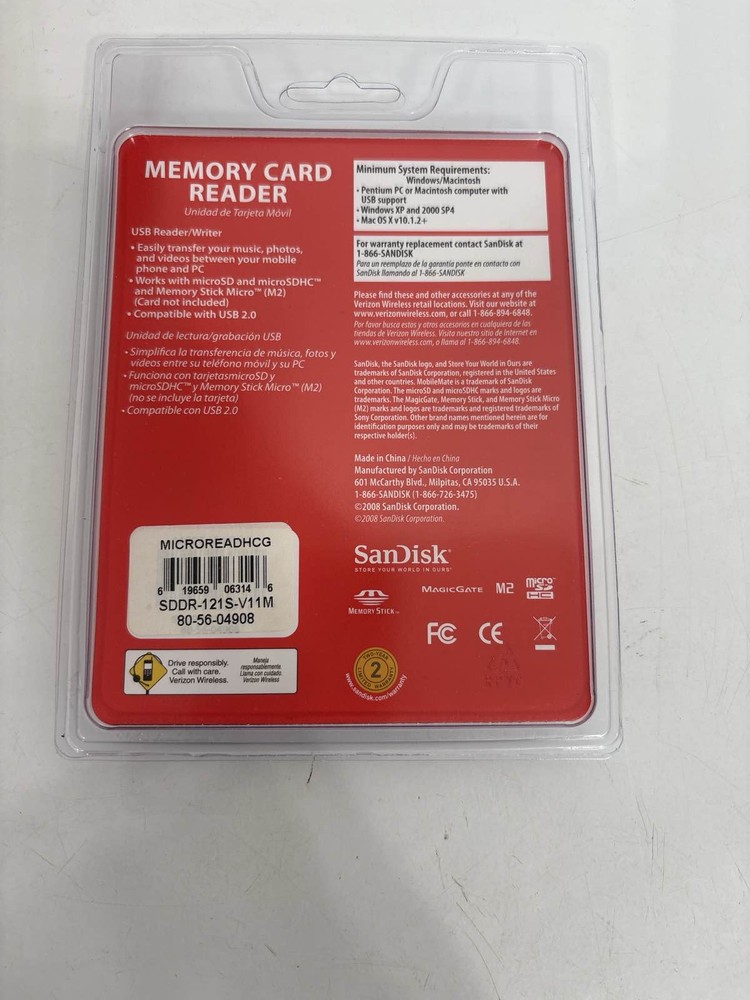 MEMORY CARD
READER
Unidad de Tarjeta Móvil
USB Reader/Writer
• Easily transfer your music, photos,
and videos between your mobile
phone and PC
• Works with microSD and microSDHC™
and Memory Stick Micro™ (M2)
(Card not included)
• Compatible with USB 2.0
Unidad de lectura/grabación USB
• Simplifica la transferencia de música, fotos y
videos entre su teléfono móvil y su PC
• Funciona con tarjetasmicroSD y
microSDHC™ y Memory Stick Micro™ (M2)
(no se incluye la tarjeta)
• Compatible con USB 2.0
Minimum System Requirements:
Windows/Macintosh
• Pentium PC or Macintosh computer with
USB support
• Windows XP and 2000 SP4
• Mac OS X v10.1.2+
For warranty replacement contact SanDisk at
1-866-SANDISK
Para un reemplazo de la garantía ponte en contacto con
SanDisk llamando al 1-866-SANDISK
Please find these and other accessories at any of the
Verizon Wireless retail locations. Visit our website at
www.verizonwireless.com, or call 1-866-894-6848.
Por favor busca estos y otros accesorios en cualquiera de las
tiendas de Verizon Wireless. Visita nuestro sitio de Internet en
www.verizonwireless.com, o llama al 1-866-894-6848.
SanDisk, the SanDisk logo, and Store Your World in Ours are
trademarks of SanDisk Corporation, registered in the United States
and other countries. MobileMate is a trademark of SanDisk
Corporation. The microSD and microSDHC marks and logos are
trademarks. The MagicGate, Memory Stick, and Memory Stick Micro
(M2) marks and logos are trademarks and registered trademarks of
Sony Corporation. Other brand names mentioned herein are for
identification purposes only and may be trademarks of their
respective holder(s).
Made in China / Hecho en China
Manufactured by SanDisk Corporation
601 McCarthy Blvd., Milpitas, CA 95035 U.S.A.
1-866-SANDISK (1-866-726-3475)
©2008 SanDisk Corporation.
©2008 SanDisk Corporation.
SanDisk®
STORE YOUR WORLD IN OURS®
MEMORY STICK™
MAGICGATE
M2
micro SD HC
FC CE
TWO-YEAR
2
LIMITED WARRANTY
www.sandisk.com/warranty
MICROREADHCG
6 19659 06314 6
SDDR-121S-V11M
80-56-04908
Drive responsibly.
Call with care.
Verizon Wireless.
Maneja
responsablemente.
Llama con cuidado.
Verizon Wireless